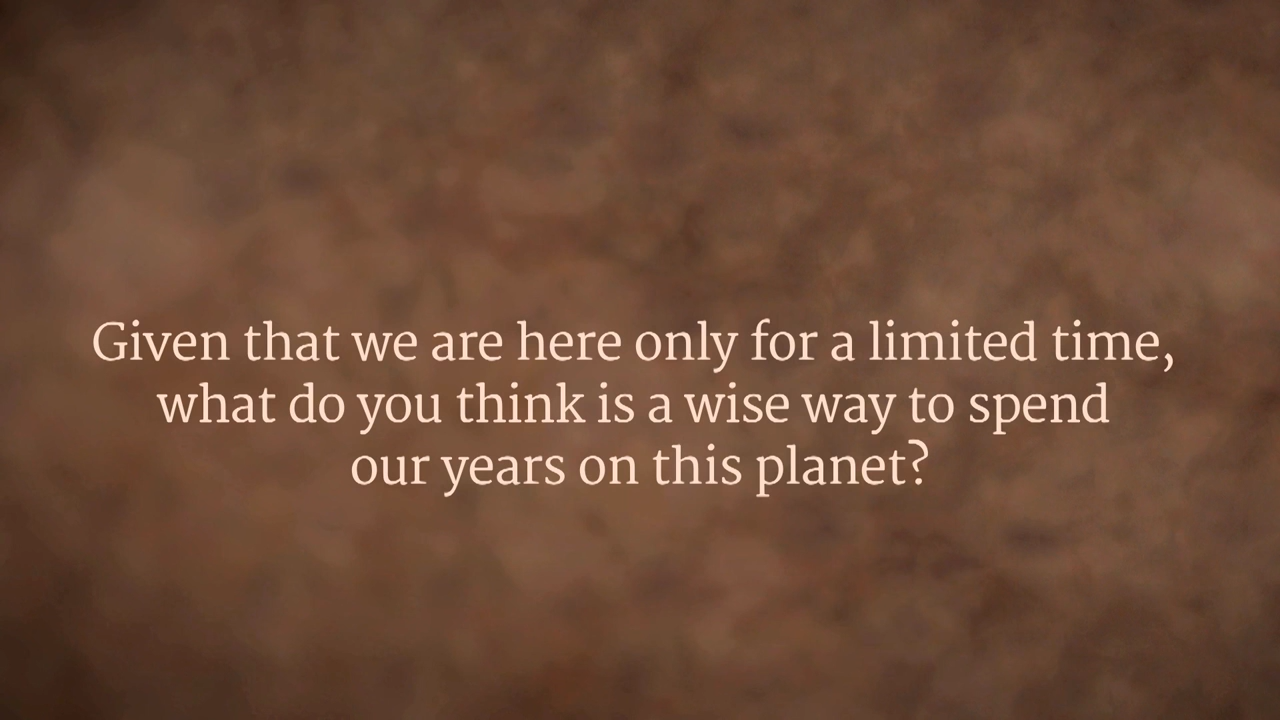 Given that we are here only for a limited time,
what do you think is a wise way to spend
our years on this planet?